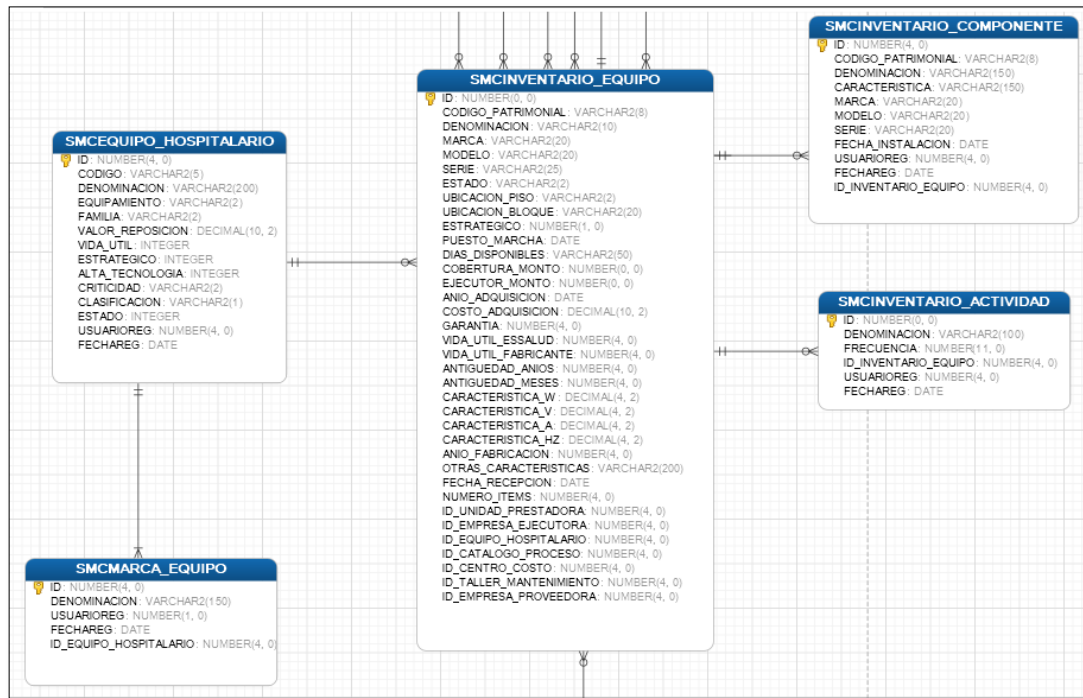 SMCEQUIPO_HOSPITALARIO
ID: NUMBER(4, 0)
CODIGO: VARCHAR2(5)
DENOMINACION: VARCHAR2(200)
EQUIPAMIENTO: VARCHAR2(2)
FAMILIA: VARCHAR2(2)
VALOR_REPOSICION: DECIMAL(10, 2)
VIDA_UTIL: INTEGER
ESTRATEGICO: INTEGER
ALTA_TECNOLOGIA: INTEGER
CRITICIDAD: VARCHAR2(2)
CLASIFICACION: VARCHAR2(1)
ESTADO: INTEGER
USUARIOREG: NUMBER(4, 0)
FECHAREG: DATE
SMCMARCA_EQUIPO
ID: NUMBER(4, 0)
DENOMINACION: VARCHAR2(150)
USUARIOREG: NUMBER(1, 0)
FECHAREG: DATE
ID_EQUIPO_HOSPITALARIO: NUMBER(4, 0)
SMCINVENTARIO_EQUIPO
ID: NUMBER(0, 0)
CODIGO_PATRIMONIAL: VARCHAR2(8)
DENOMINACION: VARCHAR2(10)
MARCA: VARCHAR2(20)
MODELO: VARCHAR2(20)
SERIE: VARCHAR2(25)
ESTADO: VARCHAR2(2)
UBICACION_PISO: VARCHAR2(2)
UBICACION_BLOQUE: VARCHAR2(20)
ESTRATEGICO: NUMBER(1, 0)
PUESTO_MARCHA: DATE
DIAS_DISPONIBLES: VARCHAR2(50)
COBERTURA_MONTO: NUMBER(0, 0)
EJECUTOR_MONTO: NUMBER(0, 0)
ANIO_ADQUISICION: DATE
COSTO_ADQUISICION: DECIMAL(10, 2)
GARANTIA: NUMBER(4, 0)
VIDA_UTIL_ESSALUD: NUMBER(4, 0)
VIDA_UTIL_FABRICANTE: NUMBER(4, 0)
ANTIGUEDAD_ANIOS: NUMBER(4, 0)
ANTIGUEDAD_MESES: NUMBER(4, 0)
CARACTERISTICA_W: DECIMAL(4, 2)
CARACTERISTICA_V: DECIMAL(4, 2)
CARACTERISTICA_A: DECIMAL(4, 2)
CARACTERISTICA_HZ: DECIMAL(4, 2)
ANIO_FABRICACION: NUMBER(4, 0)
OTRAS_CARACTERISTICAS: VARCHAR2(200)
FECHA_RECEPCION: DATE
NUMERO_ITEMS: NUMBER(4, 0)
ID_UNIDAD_PRESTADORA: NUMBER(4, 0)
ID_EMPRESA_EJECUTORA: NUMBER(4, 0)
ID_EQUIPO_HOSPITALARIO: NUMBER(4, 0)
ID_CATALOGO_PROCESO: NUMBER(4, 0)
ID_CENTRO_COSTO: NUMBER(4, 0)
ID_TALLER_MANTENIMIENTO: NUMBER(4, 0)
ID_EMPRESA_PROVEEDORA: NUMBER(4, 0)
SMCINVENTARIO_COMPONENTE
ID: NUMBER(4, 0)
CODIGO_PATRIMONIAL: VARCHAR2(8)
DENOMINACION: VARCHAR2(150)
CARACTERISTICA: VARCHAR2(150)
MARCA: VARCHAR2(20)
MODELO: VARCHAR2(20)
SERIE: VARCHAR2(20)
FECHA_INSTALACION: DATE
USUARIOREG: NUMBER(4, 0)
FECHAREG: DATE
ID_INVENTARIO_EQUIPO: NUMBER(4, 0)
SMCINVENTARIO_ACTIVIDAD
ID: NUMBER(0, 0)
DENOMINACION: VARCHAR2(100)
FRECUENCIA: NUMBER(11, 0)
ID_INVENTARIO_EQUIPO: NUMBER(4, 0)
USUARIOREG: NUMBER(4, 0)
FECHAREG: DATE